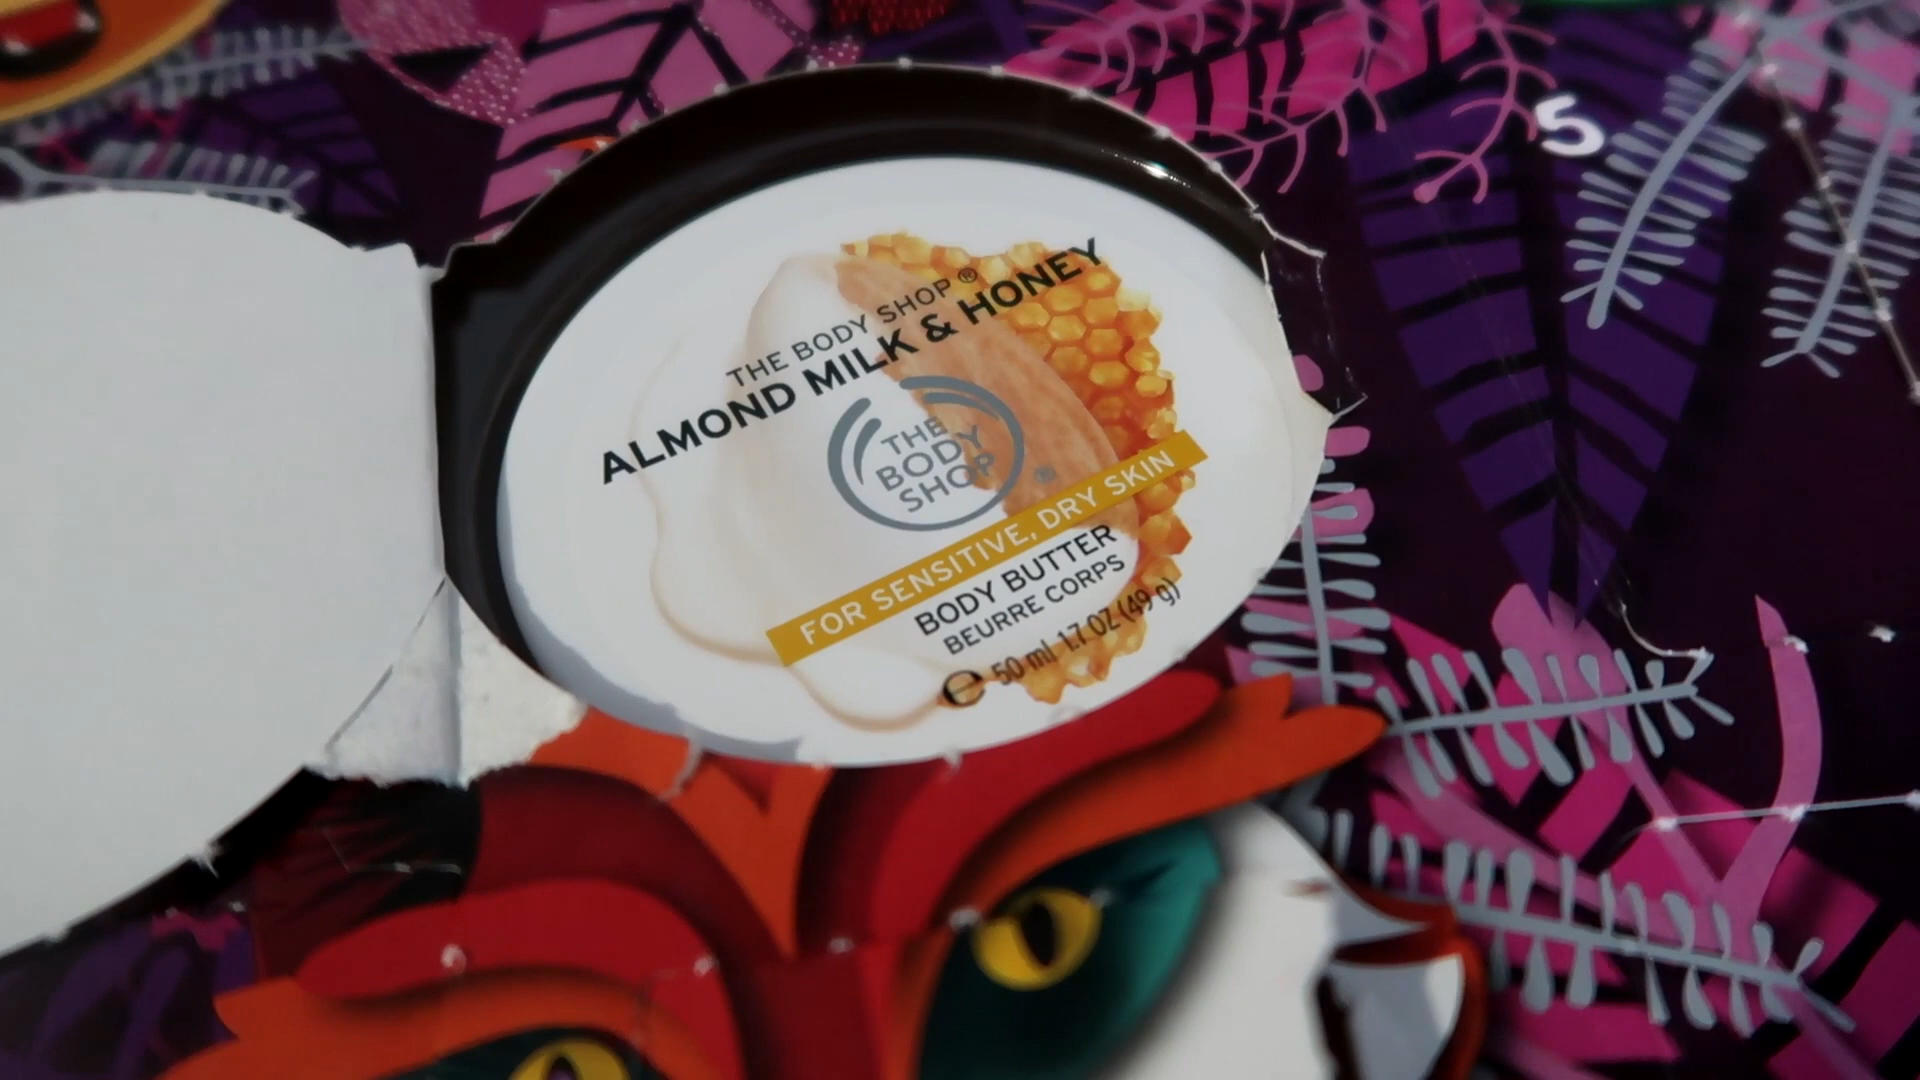 5
THE BODY SHOP®
ALMOND MILK & HONEY
THE
BODY
SHOP
®
FOR SENSITIVE, DRY SKIN
BODY BUTTER
BEURRE CORPS
℮ 50 ml 1.7 OZ (49 g)